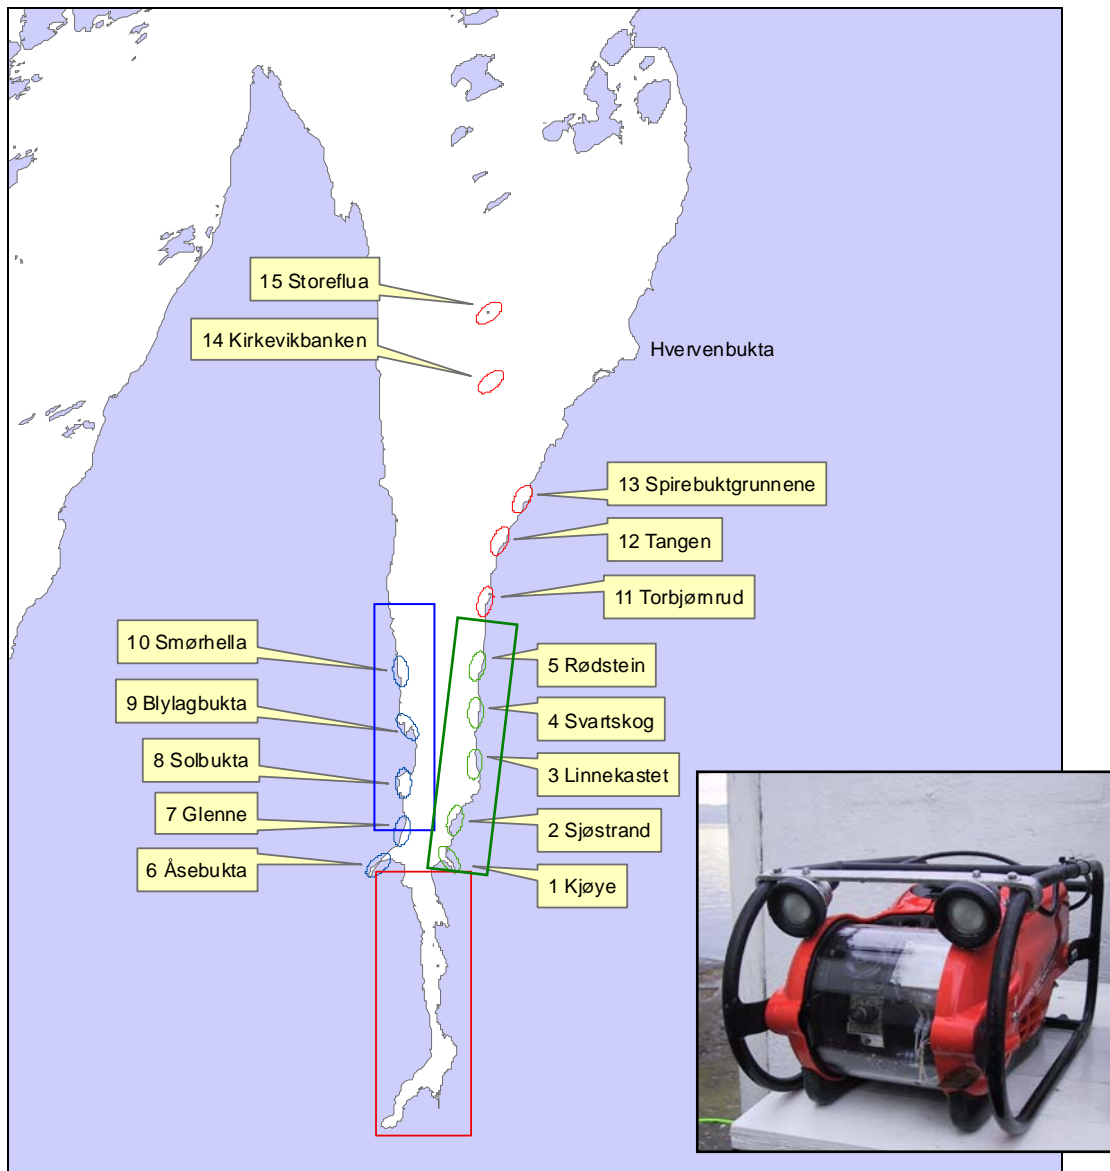 15 Storeflua
14 Kirkevikbanken
Hvervenbukta
13 Spirebuktgrunnene
12 Tangen
11 Torbjørnrud
10 Smørhella
5 Rødstein
9 Blylagbukta
4 Svartskog
8 Solbukta
3 Linnekastet
7 Glenne
2 Sjøstrand
6 Åsebukta
1 Kjøye